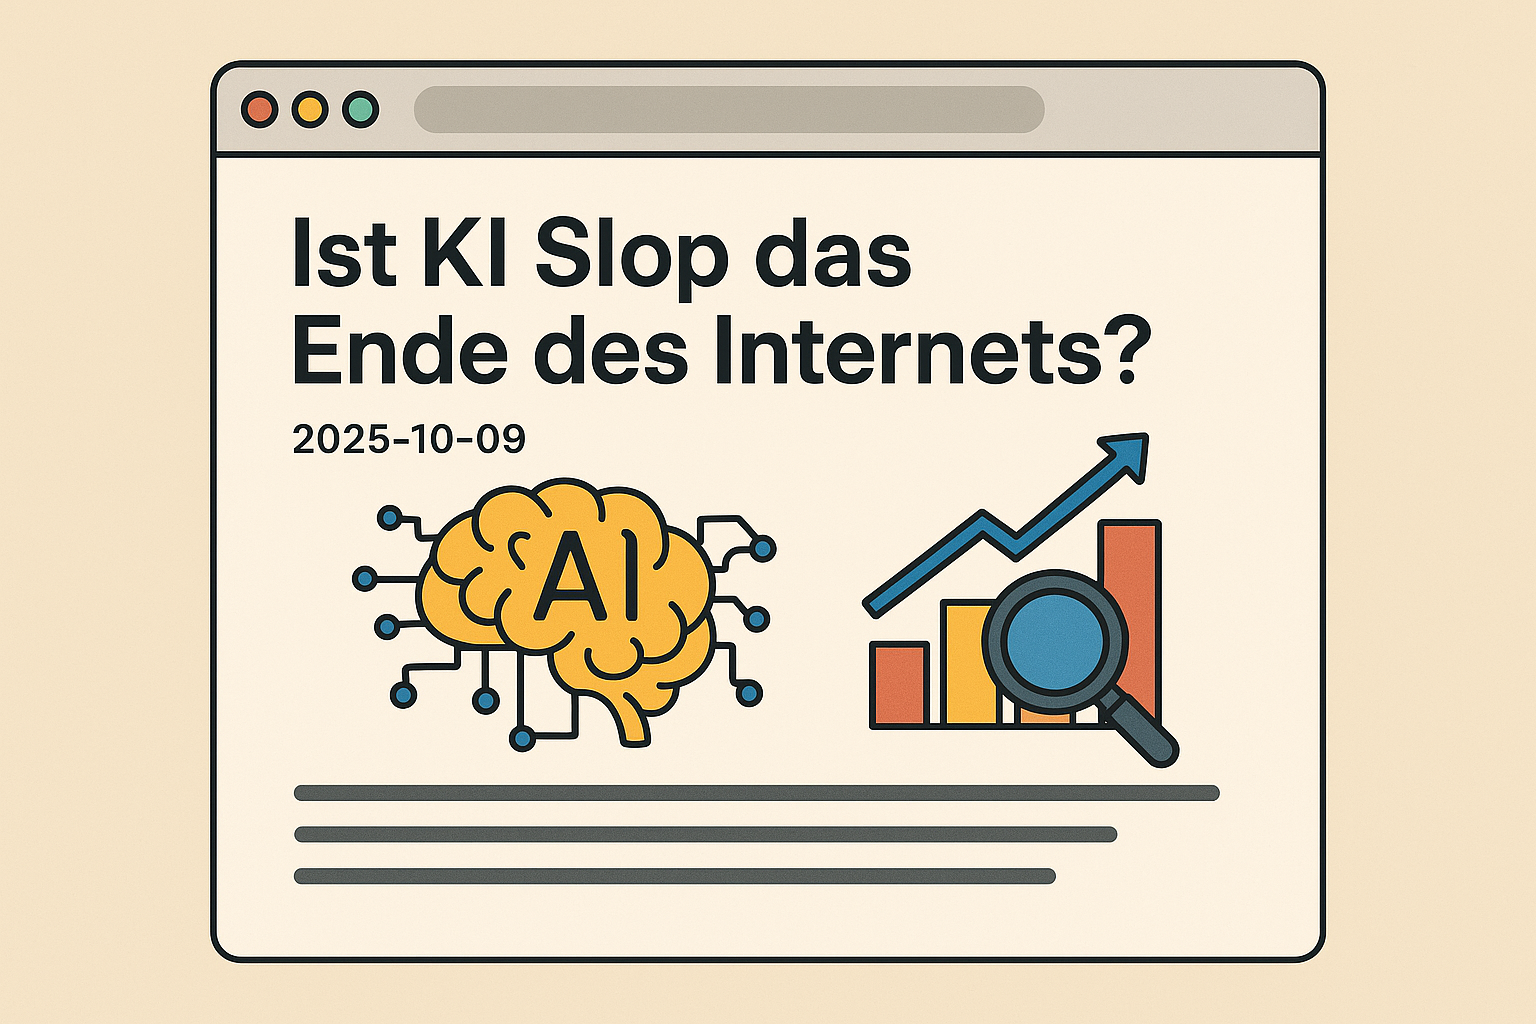 Ist KI Slop das
Ende des Internets?
2025-10-09
AI